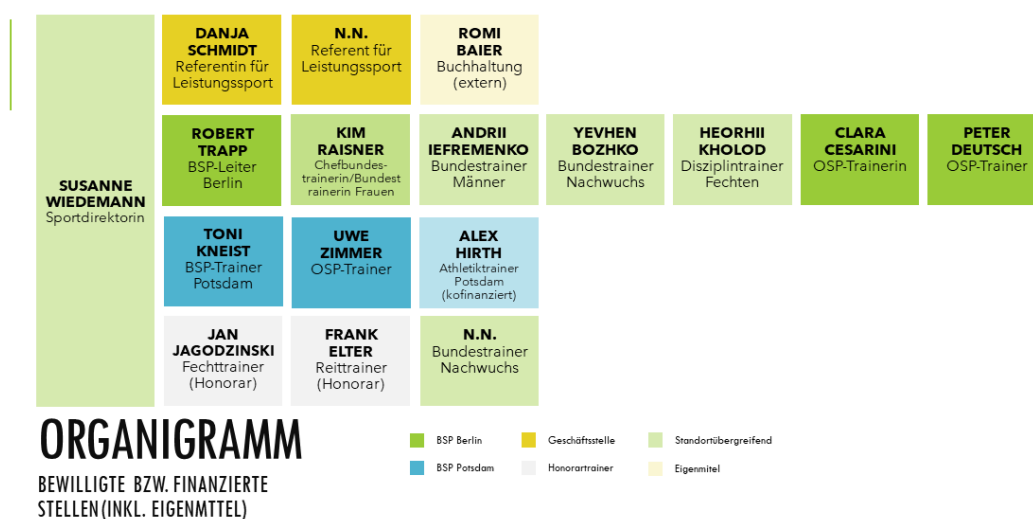 SUSANNE
WIEDEMANN
Sportdirektorin
DANJA
SCHMIDT
Referentin für
Leistungssport
N.N.
Referent für
Leistungssport
ROMI
BAIER
Buchhaltung
(extern)
ROBERT
TRAPP
BSP-Leiter
Berlin
KIM
RAISNER
Chefbundes-
trainerin/Bundest
rainerin Frauen
ANDRII
IEFREMENKO
Bundestrainer
Männer
YEVHEN
BOZHKO
Bundestrainer
Nachwuchs
HEORHII
KHOLOD
Disziplintrainer
Fechten
CLARA
CESARINI
OSP-Trainerin
PETER
DEUTSCH
OSP-Trainer
TONI
KNEIST
BSP-Trainer
Potsdam
UWE
ZIMMER
OSP-Trainer
ALEX
HIRTH
Athletiktrainer
Potsdam
(kofinanziert)
JAN
JAGODZINSKI
Fechttrainer
(Honorar)
FRANK
ELTER
Reittrainer
(Honorar)
N.N.
Bundestrainer
Nachwuchs
ORGANIGRAMM
BEWILLIGTE BZW. FINANZIERTE
STELLEN(INKL. EIGENMTTEL)
BSP Berlin
Geschäftsstelle
Standortübergreifend
BSP Potsdam
Honorartrainer
Eigenmitel